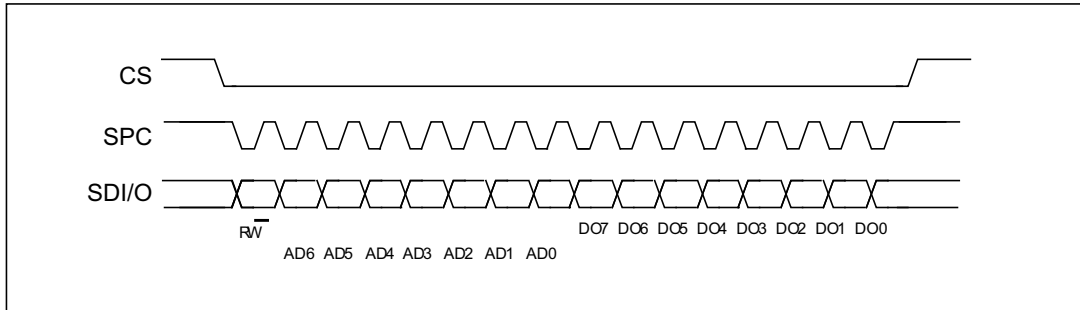 CS
SPC
SDI/O
RW
DO7 DO6 DO5 DO4 DO3 DO2 DO1 DO0
AD6 AD5 AD4 AD3 AD2 AD1 AD0